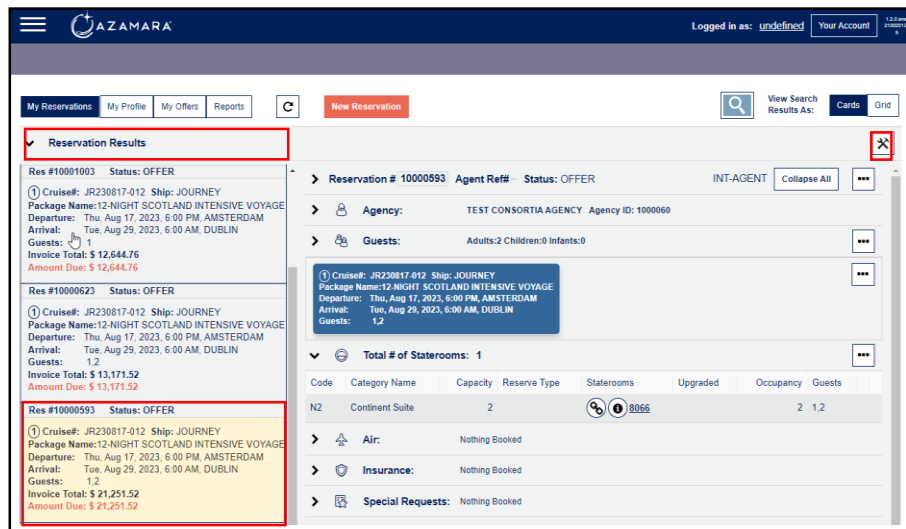 AZAMARA
Logged in as: undefined Your Account
My Reservations My Profile My Offers Reports C New Reservation View Search Results As: Cards Grid
Reservation Results
Res #10001003 Status: OFFER
1 Cruise#: JR230817-012 Ship: JOURNEY
Package Name:12-NIGHT SCOTLAND INTENSIVE VOYAGE
Departure: Thu, Aug 17, 2023, 6:00 PM, AMSTERDAM
Arrival: Tue, Aug 29, 2023, 6:00 AM, DUBLIN
Guests: 1
Invoice Total: $ 12,644.76
Amount Due: $ 12,644.76
Res #10000623 Status: OFFER
1 Cruise#: JR230817-012 Ship: JOURNEY
Package Name:12-NIGHT SCOTLAND INTENSIVE VOYAGE
Departure: Thu, Aug 17, 2023, 6:00 PM, AMSTERDAM
Arrival: Tue, Aug 29, 2023, 6:00 AM, DUBLIN
Guests: 1,2
Invoice Total: $ 13,171.52
Amount Due: $ 13,171.52
Res #10000593 Status: OFFER
1 Cruise#: JR230817-012 Ship: JOURNEY
Package Name:12-NIGHT SCOTLAND INTENSIVE VOYAGE
Departure: Thu, Aug 17, 2023, 6:00 PM, AMSTERDAM
Arrival: Tue, Aug 29, 2023, 6:00 AM, DUBLIN
Guests: 1,2
Invoice Total: $ 21,251.52
Amount Due: $ 21,251.52
Reservation # 10000593 Agent Ref# - Status: OFFER INT-AGENT Collapse All
Agency: TEST CONSORTIA AGENCY Agency ID: 1000060
Guests: Adults:2 Children:0 Infants:0
1 Cruise#: JR230817-012 Ship: JOURNEY
Package Name:12-NIGHT SCOTLAND INTENSIVE VOYAGE
Departure: Thu, Aug 17, 2023, 6:00 PM, AMSTERDAM
Arrival: Tue, Aug 29, 2023, 6:00 AM, DUBLIN
Guests: 1,2
Total # of Staterooms: 1
Code Category Name Capacity Reserve Type Staterooms Upgraded Occupancy Guests
N2 Continent Suite 2 8066 2 1,2
Air: Nothing Booked
Insurance: Nothing Booked
Special Requests: Nothing Booked